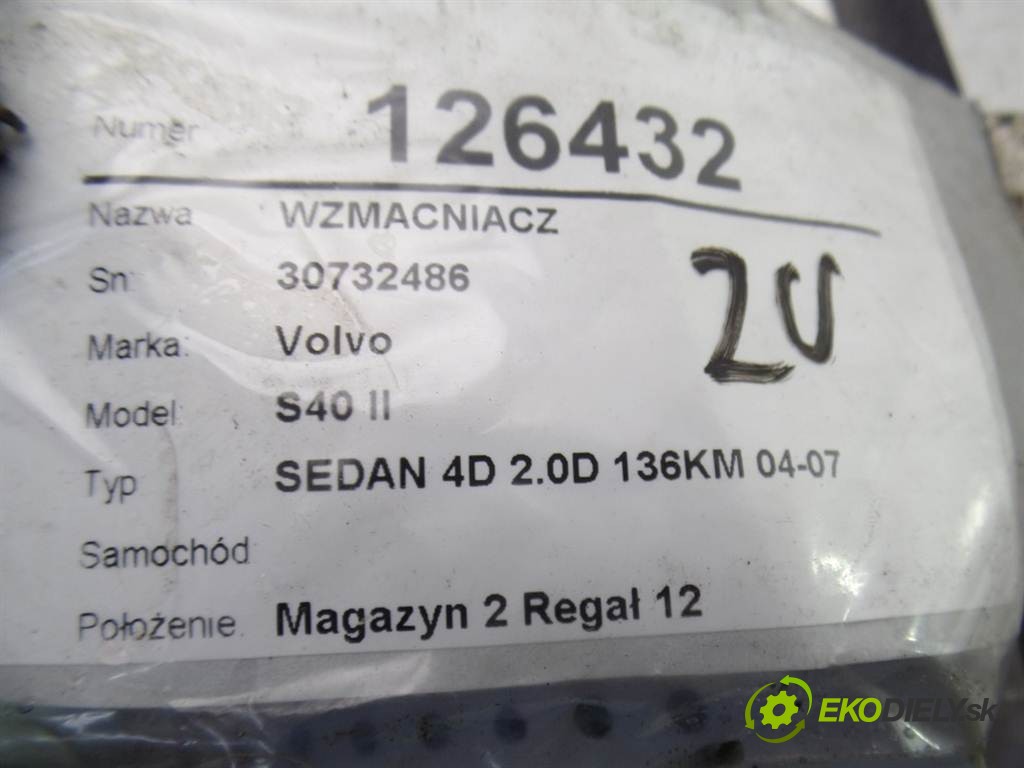 Numer 126432
Nazwa WZMACNIACZ
Sn: 30732486
Marka: Volvo
Model: S40 II
Typ SEDAN 4D 2.0D 136KM 04-07
Samochód
Położenie. Magazyn 2 Regał 12
20
EKODIELY.sk